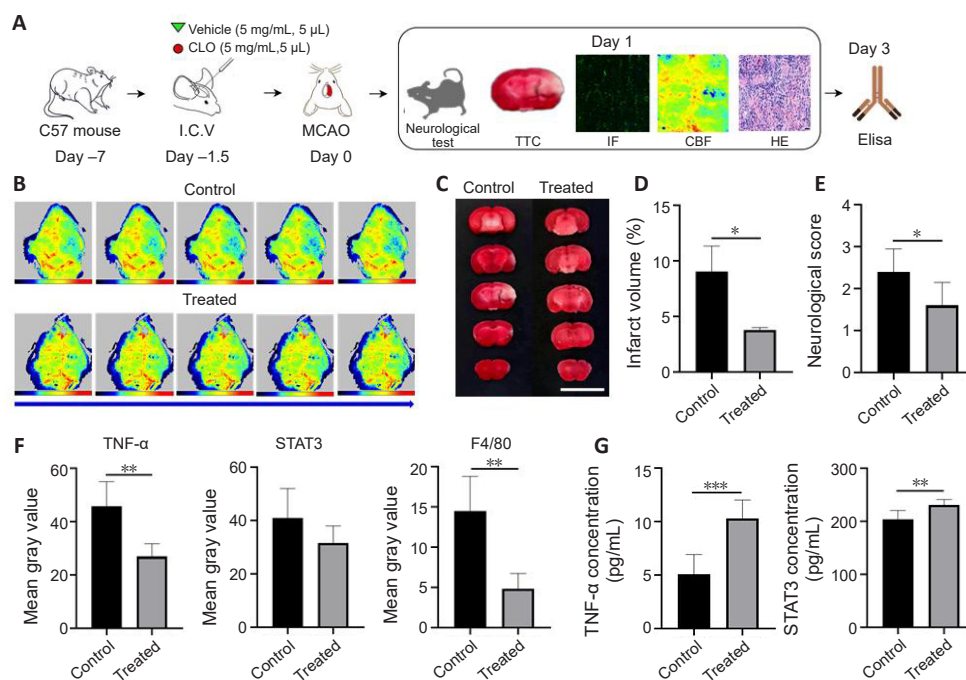 A
Vehicle (5 mg/mL, 5 μL)
CLO (5 mg/mL,5 μL)
C57 mouse
Day –7
I.C.V
Day –1.5
MCAO
Day 0
Day 1
Neurological
test
TTC
IF
CBF
HE
Day 3
Elisa
B
Control
Treated
C
Control
Treated
D
Infarct volume (%)
15
10
5
0
*
Control
Treated
E
Neurological score
4
3
2
1
0
*
Control
Treated
F
TNF-α
Mean gray value
60
40
20
0
**
Control
Treated
STAT3
Mean gray value
60
40
20
0
Control
Treated
F4/80
Mean gray value
20
15
10
5
0
**
Control
Treated
G
TNF-α concentration
(pg/mL)
15
10
5
0
***
Control
Treated
STAT3 concentration
(pg/mL)
300
200
100
0
**
Control
Treated